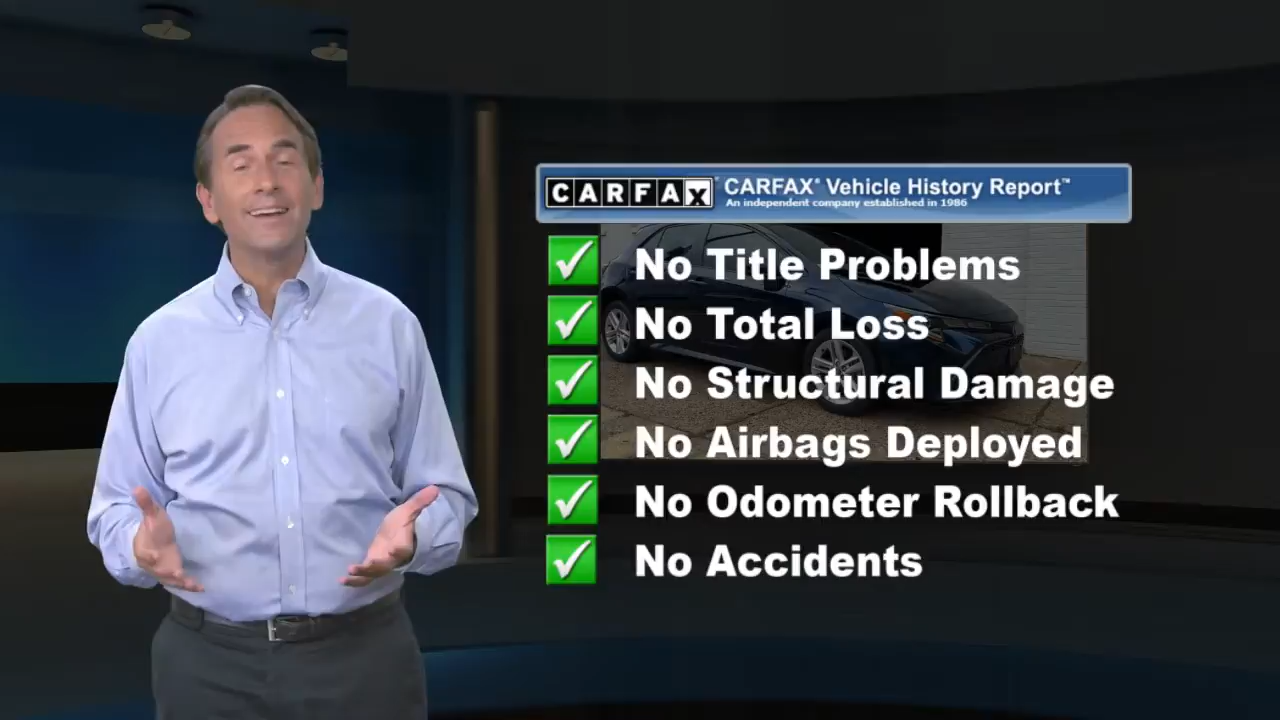 CARFAX CARFAX® Vehicle History Report™
An independent company established in 1986
No Title Problems
No Total Loss
No Structural Damage
No Airbags Deployed
No Odometer Rollback
No Accidents